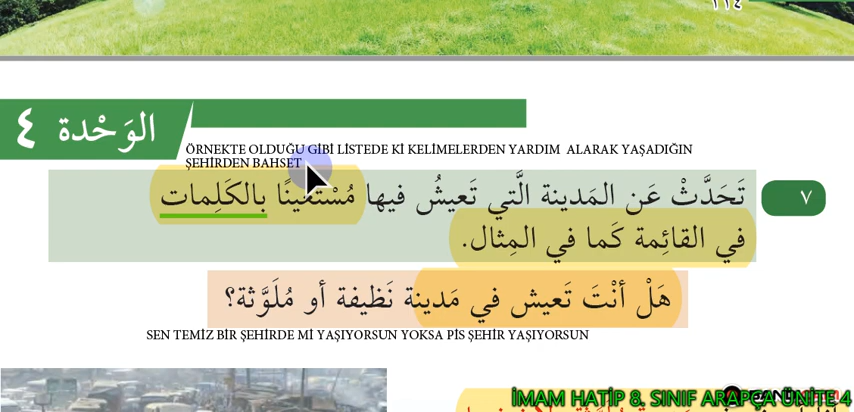 ١١٤
الوَحْدة ٤
ÖRNEKTE OLDUĞU GİBİ LİSTEDE Kİ KELİMELERDEN YARDIM ALARAK YAŞADIĞIN
ŞEHİRDEN BAHSET
٧ تَحَدَّثْ عَن المَدينة الَّتي تَعيشُ فيها مُسْتَعينًا بالكَلِمات
في القائِمة كَما في المِثال.
هَلْ أنْتَ تَعيش في مَدينة نَظيفة أو مُلَوَّثة؟
SEN TEMİZ BİR ŞEHİRDE Mİ YAŞIYORSUN YOKSA PİS ŞEHİR YAŞIYORSUN
İMAM HATİP 8. SINIF ARAPÇA ÜNİTE 4